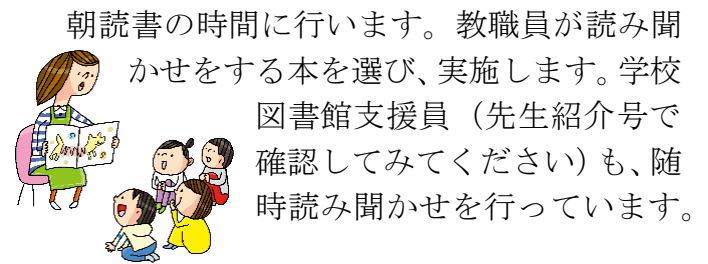 朝読書の時間に行います。教職員が読み聞
かせをする本を選び、実施します。学校
図書館支援員（先生紹介号で
確認してみてください）も、随
時読み聞かせを行っています。